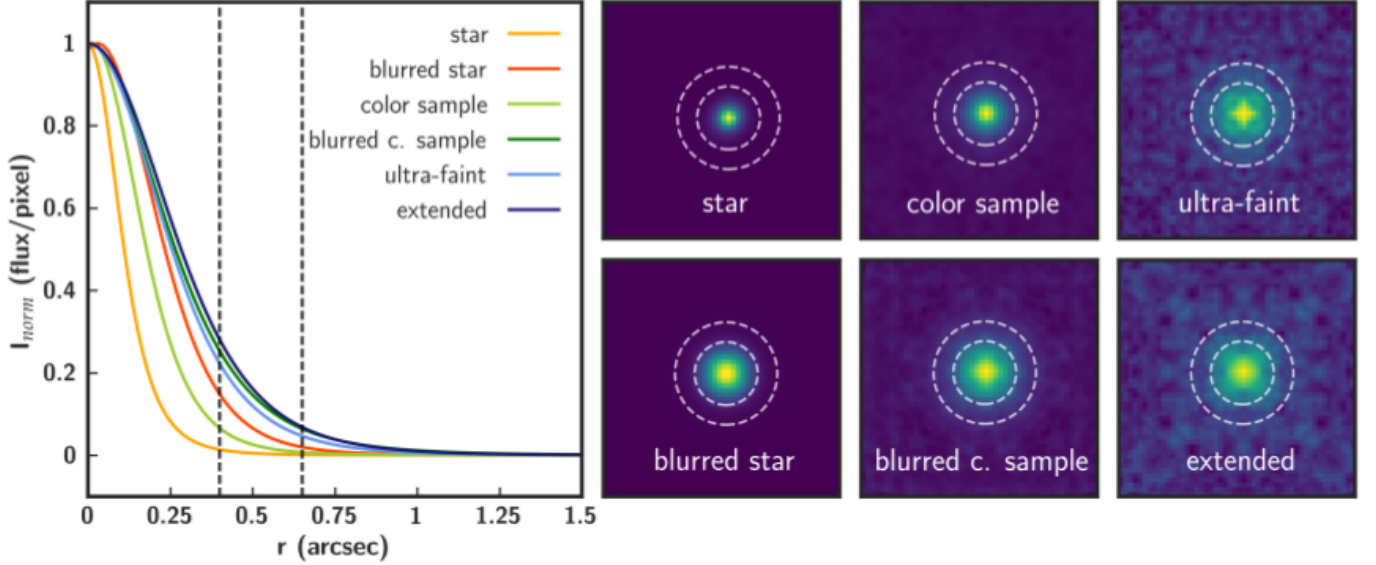 I_norm (flux/pixel)
1
0.8
0.6
0.4
0.2
0
star
blurred star
color sample
blurred c. sample
ultra-faint
extended
0 0.25 0.5 0.75 1 1.25 1.5
r (arcsec)
star
color sample
ultra-faint
blurred star
blurred c. sample
extended